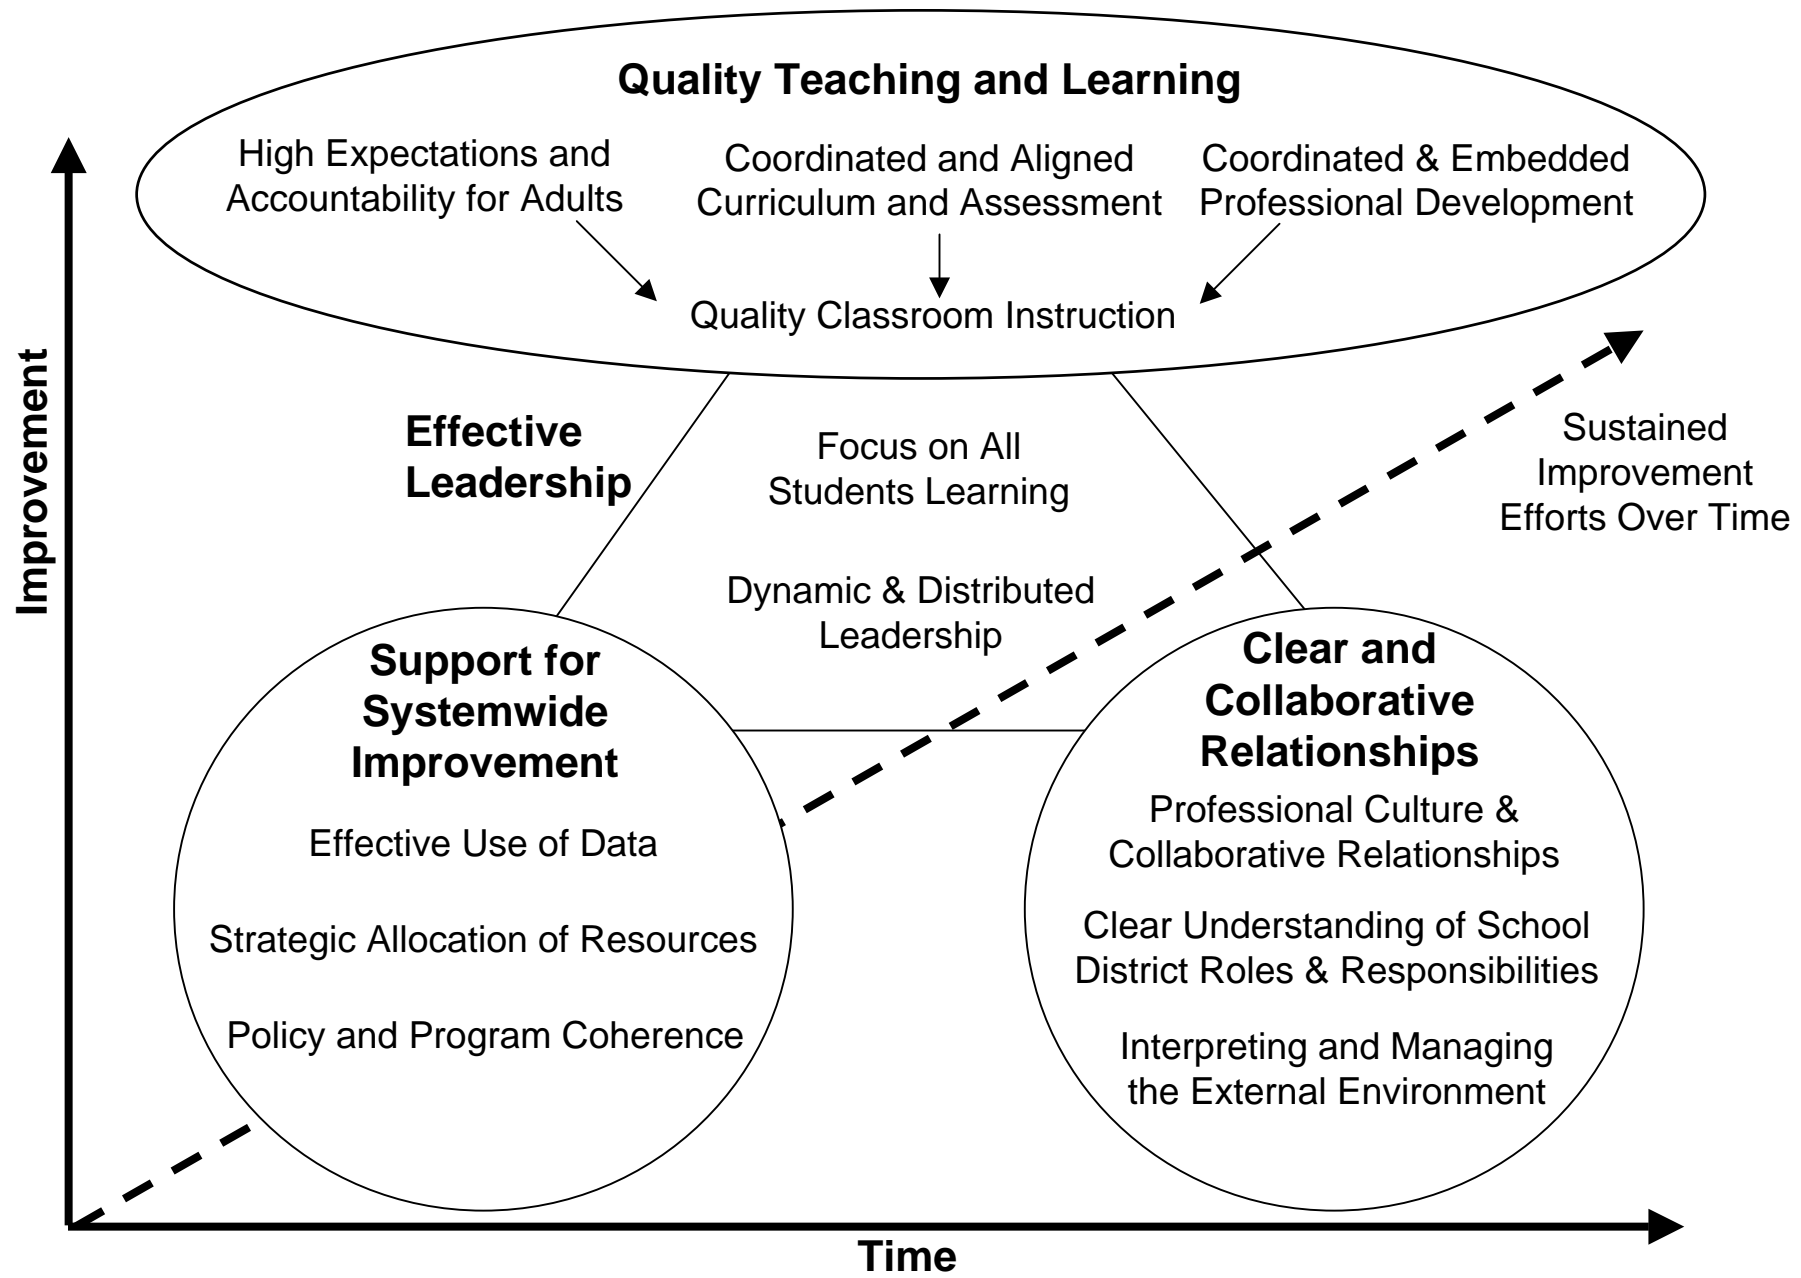 Quality Teaching and Learning
High Expectations and
Accountability for Adults
Coordinated and Aligned
Curriculum and Assessment
Coordinated & Embedded
Professional Development
Quality Classroom Instruction
Improvement
Effective
Leadership
Focus on All
Students Learning
Dynamic & Distributed
Leadership
Sustained
Improvement
Efforts Over Time
Support for
Systemwide
Improvement
Effective Use of Data
Strategic Allocation of Resources
Policy and Program Coherence
Clear and
Collaborative
Relationships
Professional Culture &
Collaborative Relationships
Clear Understanding of School
District Roles & Responsibilities
Interpreting and Managing
the External Environment
Time